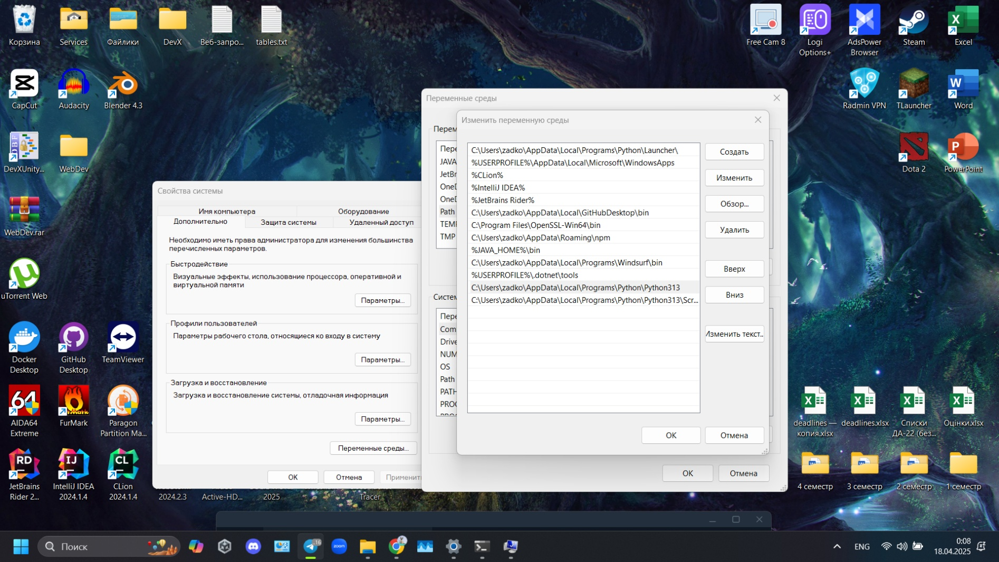 Корзина
Services
Файлики
DevX
Веб-запро...
tables.txt
Free Cam 8
Logi
Options+
AdsPower
Browser
Steam
Excel
CapCut
Audacity
Blender 4.3
Radmin VPN
TLauncher
Word
DevXUnity...
WebDev
Dota 2
PowerPoint
WebDev.rar
uTorrent Web
Docker
Desktop
GitHub
Desktop
TeamViewer
64
AIDA64
Extreme
FurMark
Paragon
Partition Ma...
RD
JetBrains
Rider 2...
IJ
IntelliJ IDEA
2024.1.4
CL
CLion
2024.1.4
2024.2.3
Active-HD...
2025
Tracer
deadlines —
копия.xlsx
deadlines.xlsx
Списки
ДА-22 (без...
Оцінки.xlsx
4 семестр
3 семестр
2 семестр
1 семестр
Свойства системы
Имя компьютера
Оборудование
Дополнительно
Защита системы
Удаленный доступ
Необходимо иметь права администратора для изменения большинства
перечисленных параметров.
Быстродействие
Визуальные эффекты, использование процессора, оперативной и
виртуальной памяти
Параметры...
Профили пользователей
Параметры рабочего стола, относящиеся ко входу в систему
Параметры...
Загрузка и восстановление
Загрузка и восстановление системы, отладочная информация
Параметры...
Переменные среды...
ОК
Отмена
Применить
Переменные среды
Перем
Пере
JAVA
JetBr
OneD
OneD
Path
TEMP
TMP
Систем
Пере
Com
Drive
NUM
OS
Path
PATH
PROC
ОК
Отмена
Изменить переменную среды
C:\Users\zadko\AppData\Local\Programs\Python\Launcher\
%USERPROFILE%\AppData\Local\Microsoft\WindowsApps
%CLion%
%IntelliJ IDEA%
%JetBrains Rider%
C:\Users\zadko\AppData\Local\GitHubDesktop\bin
C:\Program Files\OpenSSL-Win64\bin
C:\Users\zadko\AppData\Roaming\npm
%JAVA_HOME%\bin
C:\Users\zadko\AppData\Local\Programs\Windsurf\bin
%USERPROFILE%\.dotnet\tools
C:\Users\zadko\AppData\Local\Programs\Python\Python313
C:\Users\zadko\AppData\Local\Programs\Python\Python313\Scr...
Создать
Изменить
Обзор...
Удалить
Вверх
Вниз
Изменить текст..
ОК
Отмена
Поиск
..16
zoom
ENG
0:08
18.04.2025